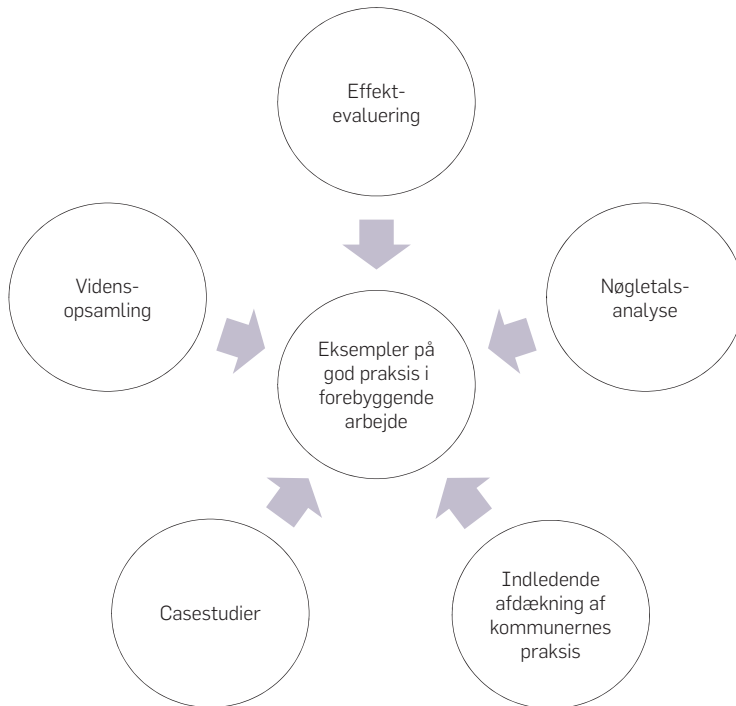 Effekt-
evaluering
Videns-
opsamling
Nøgletals-
analyse
Eksempler på
god praksis i
forebyggende
arbejde
Casestudier
Indledende
afdækning af
kommunernes
praksis